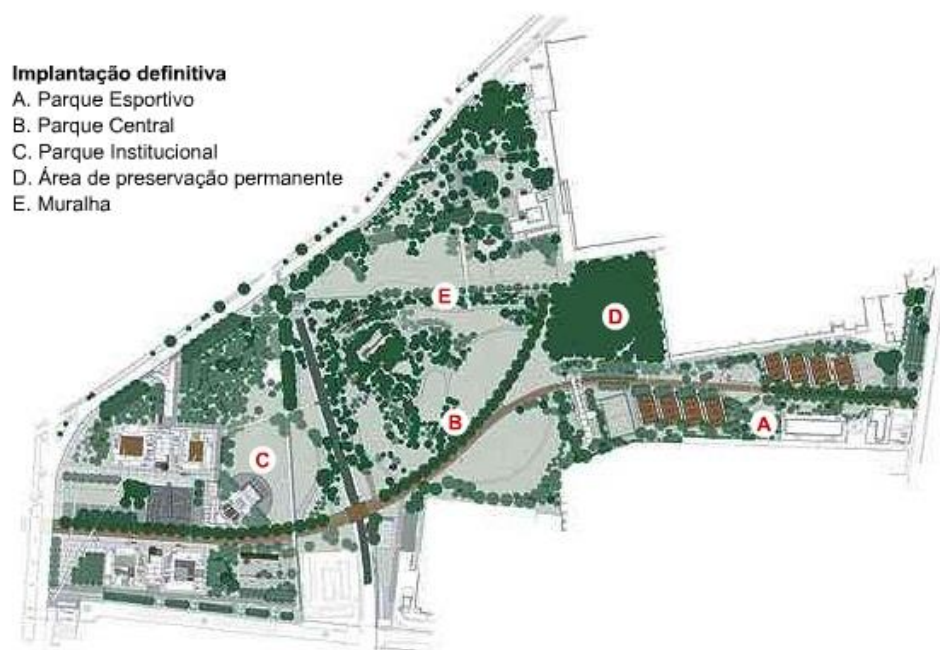 Implantação definitiva
A. Parque Esportivo
B. Parque Central
C. Parque Institucional
D. Área de preservação permanente
E. Muralha
E
D
B
A
C